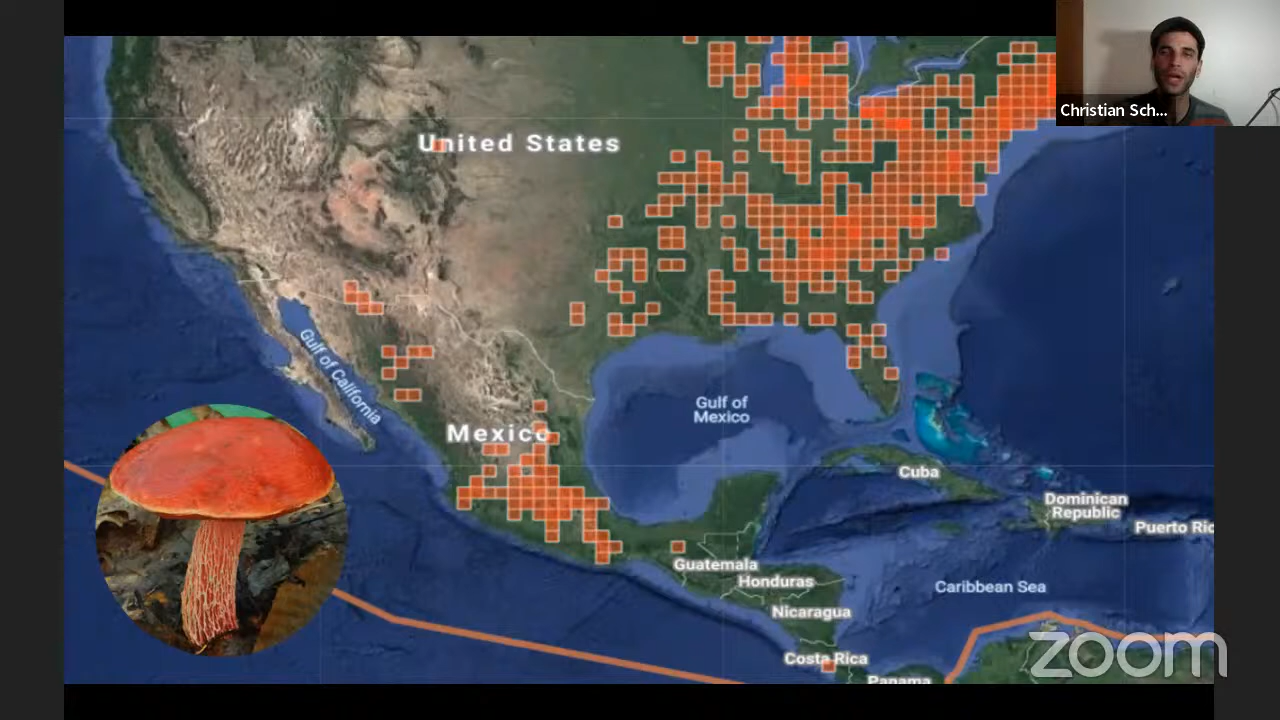 Christian Sch...
United States
Gulf of California
Gulf of
Mexico
Mexico
Cuba
Dominican
Republic
Puerto Ric
Guatemala
Honduras
Caribbean Sea
Nicaragua
Costa Rica
Panama
zoom